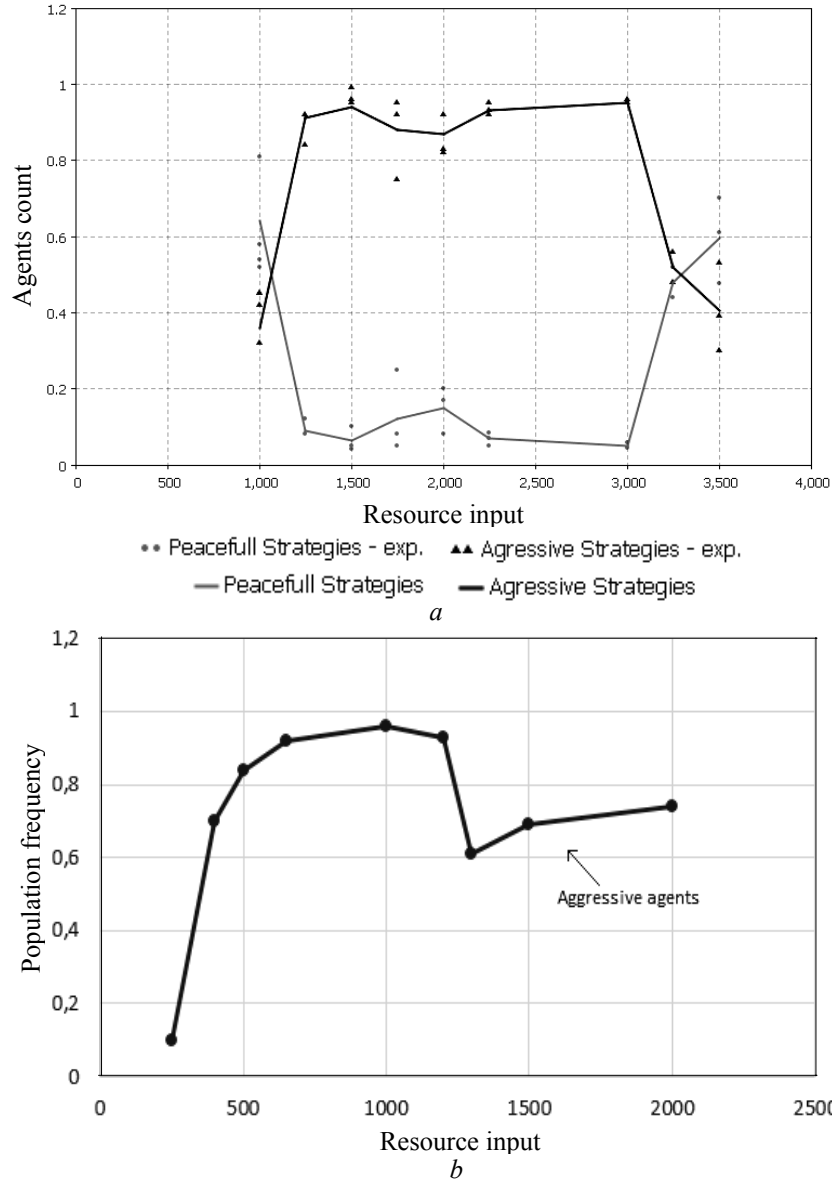 1.2
1
0.8
0.6
0.4
0.2
0
Agents count
0 500 1,000 1,500 2,000 2,500 3,000 3,500 4,000
Resource input
Peacefull Strategies - exp. Agressive Strategies - exp.
Peacefull Strategies Agressive Strategies
a
1,2
1
0,8
0,6
0,4
0,2
0
Population frequency
Aggressive agents
0 500 1000 1500 2000 2500
Resource input
b